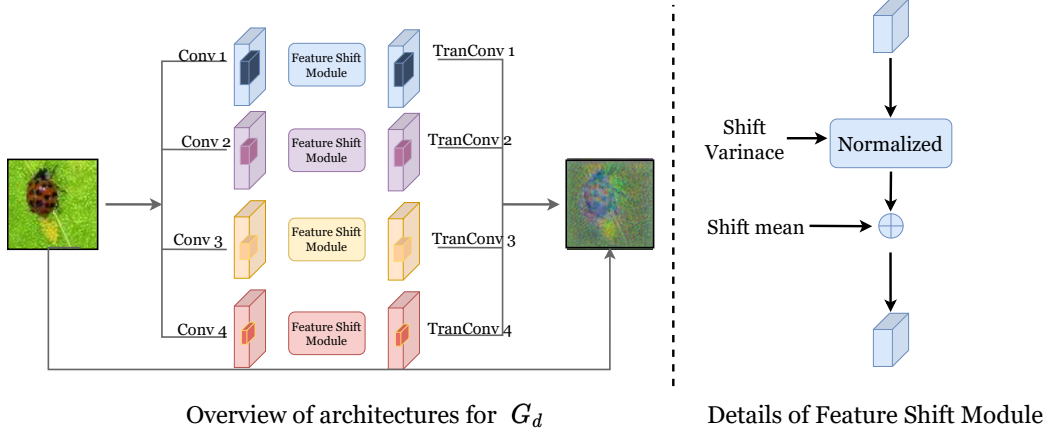 Conv 1
Feature Shift
Module
TranConv 1
Conv 2
Feature Shift
Module
TranConv 2
Conv 3
Feature Shift
Module
TranConv 3
Conv 4
Feature Shift
Module
TranConv 4
Overview of architectures for G_d
Shift
Varinace
Normalized
Shift mean
Details of Feature Shift Module